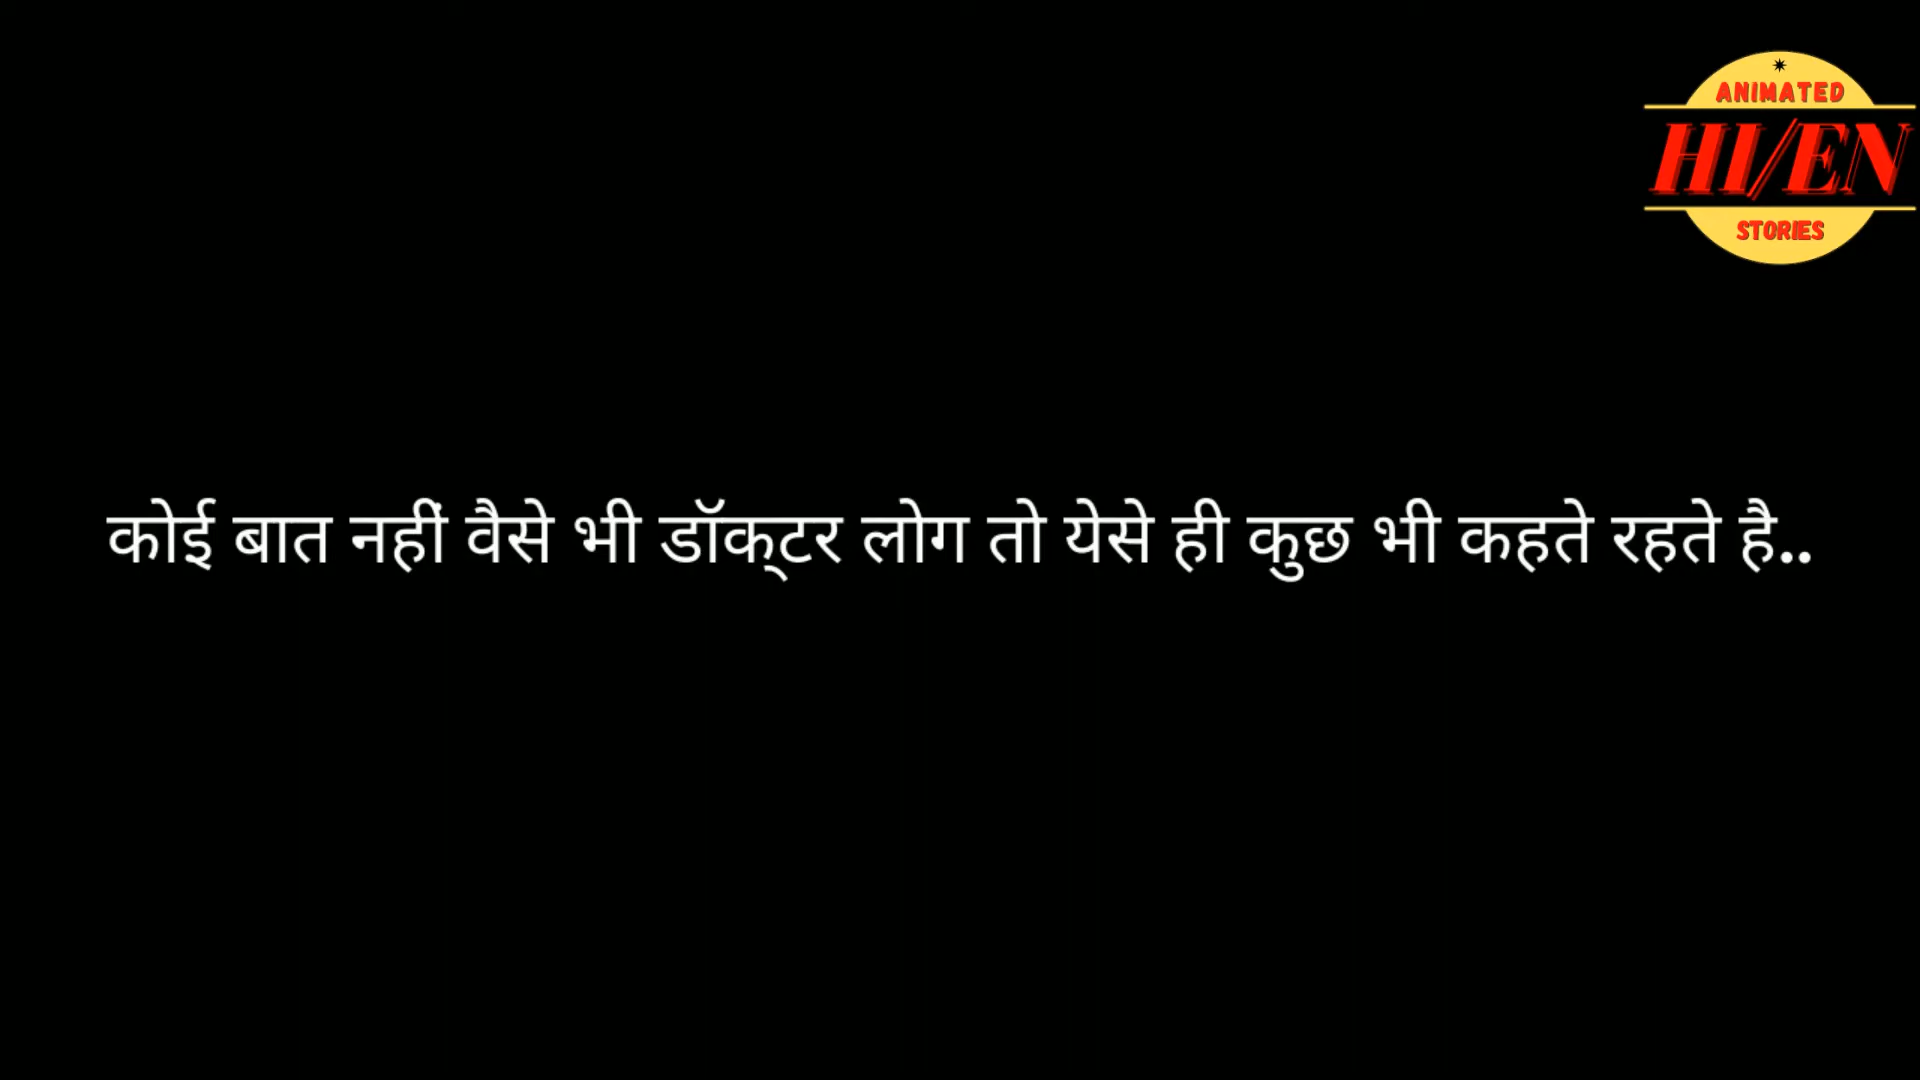 ANIMATED
HI/EN
STORIES
कोई बात नहीं वैसे भी डॉक्टर लोग तो येसे ही कुछ भी कहते रहते है..